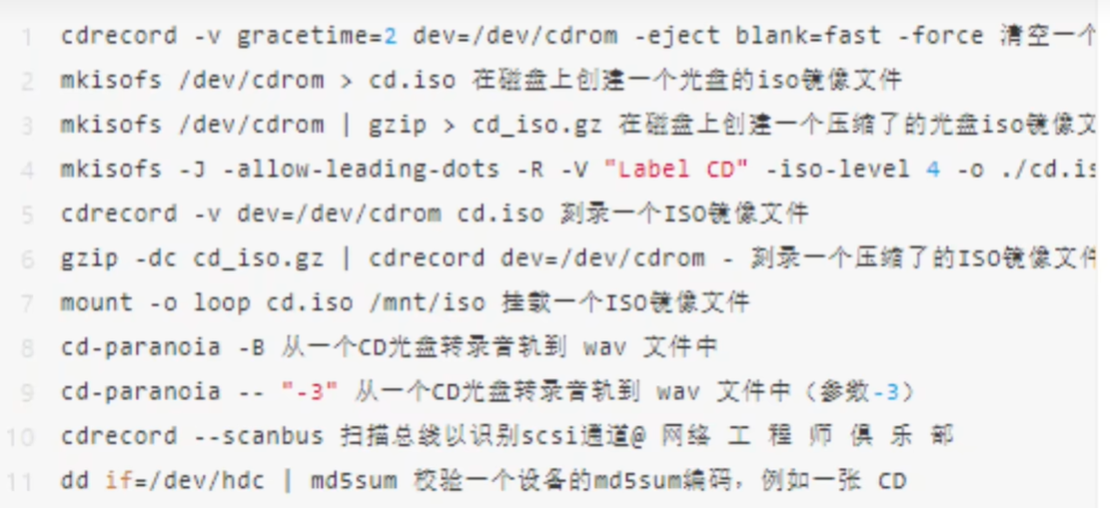 1 cdrecord -v gracetime=2 dev=/dev/cdrom -eject blank=fast -force 清空一个
2 mkisofs /dev/cdrom > cd.iso 在磁盘上创建一个光盘的iso镜像文件
3 mkisofs /dev/cdrom | gzip > cd_iso.gz 在磁盘上创建一个压缩了的光盘iso镜像文
4 mkisofs -J -allow-leading-dots -R -V "Label CD" -iso-level 4 -o ./cd.is
5 cdrecord -v dev=/dev/cdrom cd.iso 刻录一个ISO镜像文件
6 gzip -dc cd_iso.gz | cdrecord dev=/dev/cdrom - 刻录一个压缩了的ISO镜像文件
7 mount -o loop cd.iso /mnt/iso 挂载一个ISO镜像文件
8 cd-paranoia -B 从一个CD光盘转录音轨到 wav 文件中
9 cd-paranoia -- "-3" 从一个CD光盘转录音轨到 wav 文件中（参数-3）
10 cdrecord --scanbus 扫描总线以识别scsi通道@ 网络 工 程 师 俱 乐 部
11 dd if=/dev/hdc | md5sum 校验一个设备的md5sum编码，例如一张 CD